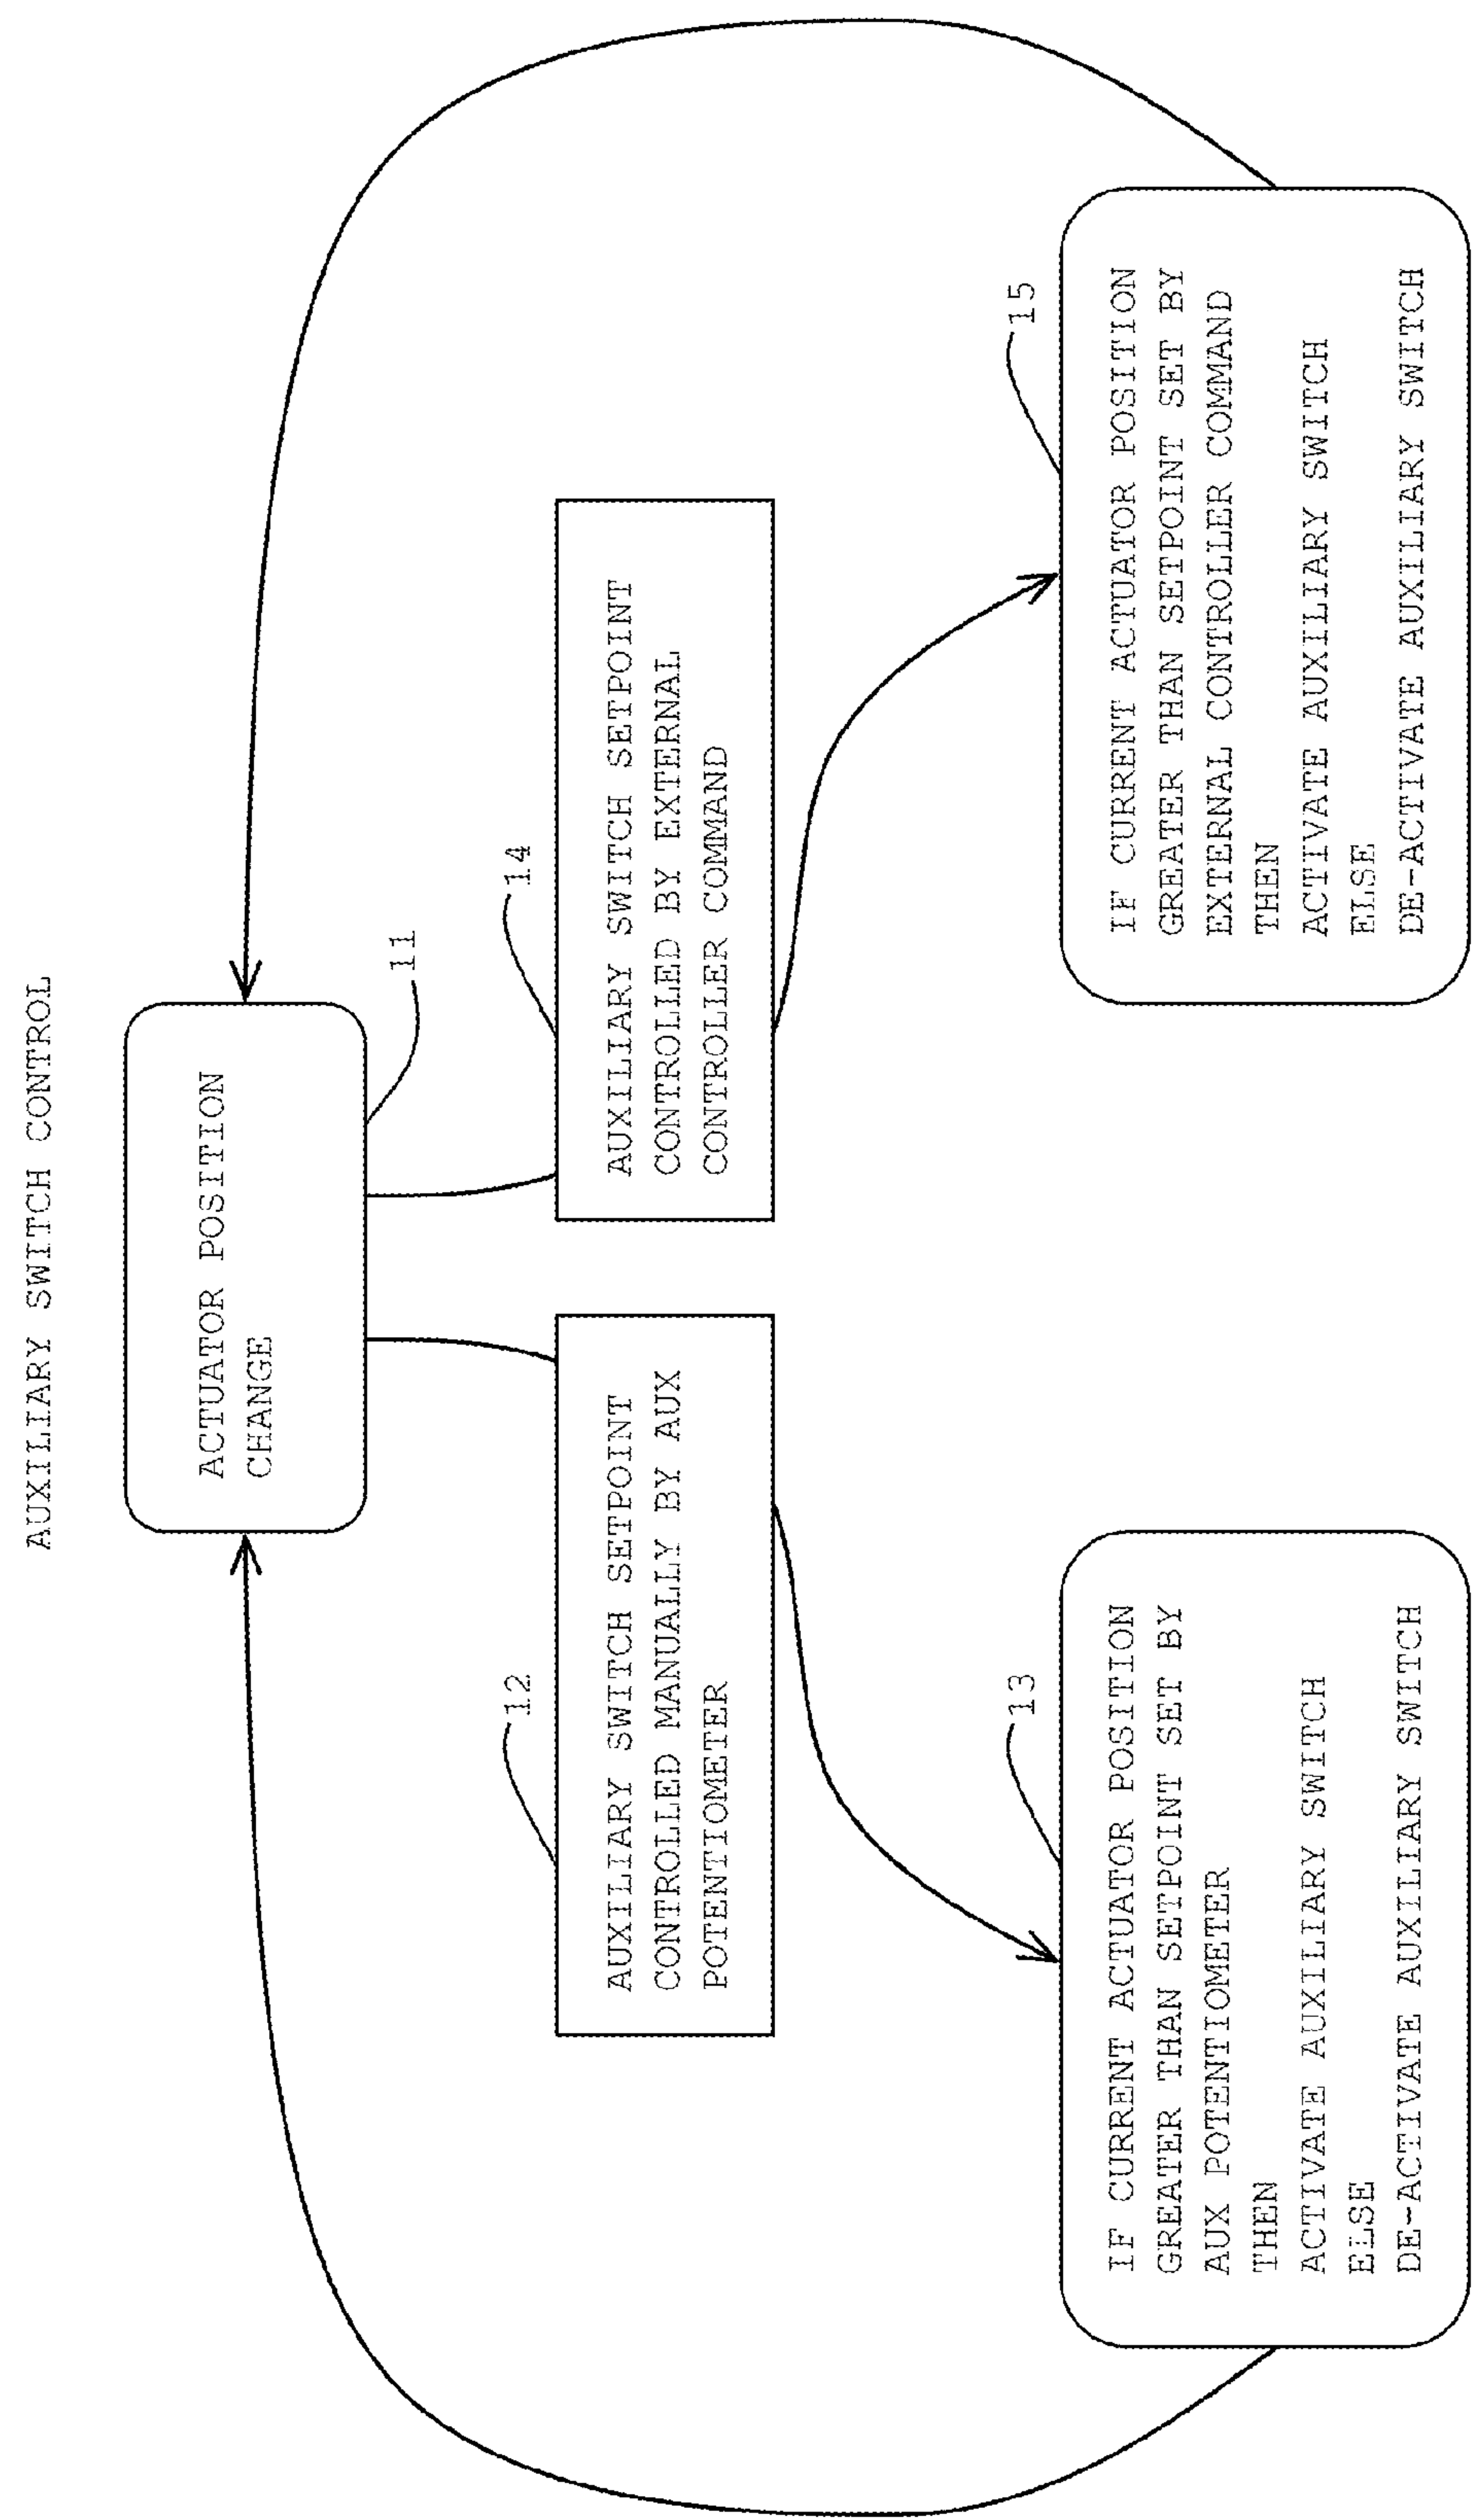 AUXILIARY SWITCH CONTROL
ACTUATOR POSITION
CHANGE
11
12
AUXILIARY SWITCH SETPOINT
CONTROLLED MANUALLY BY AUX
POTENTIOMETER
14
AUXILIARY SWITCH SETPOINT
CONTROLLED BY EXTERNAL
CONTROLLER COMMAND
13
IF CURRENT ACTUATOR POSITION
GREATER THAN SETPOINT SET BY
AUX POTENTIOMETER
THEN
ACTIVATE AUXILIARY SWITCH
ELSE
DE-ACTIVATE AUXILIARY SWITCH
15
IF CURRENT ACTUATOR POSITION
GREATER THAN SETPOINT SET BY
EXTERNAL CONTROLLER COMMAND
THEN
ACTIVATE AUXILIARY SWITCH
ELSE
DE-ACTIVATE AUXILIARY SWITCH